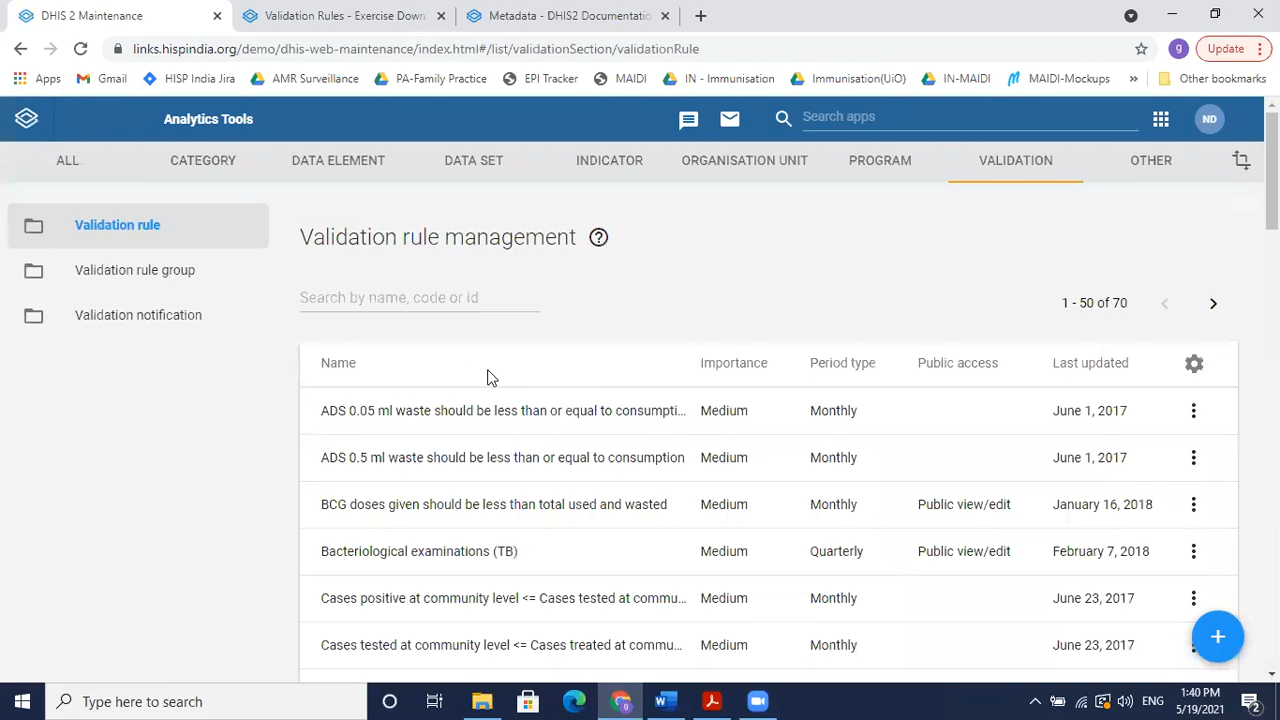 DHIS 2 Maintenance
Validation Rules - Exercise Down
Metadata - DHIS2 Documentatio
links.hispindia.org/demo/dhis-web-maintenance/index.html#/list/validationSection/validationRule
g
Update
Apps
Gmail
HISP India Jira
AMR Surveillance
PA-Family Practice
EPI Tracker
MAIDI
IN - Immunisation
Immunisation(UiO)
IN-MAIDI
MAIDI-Mockups
»
Other bookmarks
Analytics Tools
Search apps
ND
ALL
CATEGORY
DATA ELEMENT
DATA SET
INDICATOR
ORGANISATION UNIT
PROGRAM
VALIDATION
OTHER
Validation rule
Validation rule group
Validation notification
Validation rule management
Search by name, code or id
1 - 50 of 70
Name Importance Period type Public access Last updated
ADS 0.05 ml waste should be less than or equal to consumpti... Medium Monthly June 1, 2017
ADS 0.5 ml waste should be less than or equal to consumption Medium Monthly June 1, 2017
BCG doses given should be less than total used and wasted Medium Monthly Public view/edit January 16, 2018
Bacteriological examinations (TB) Medium Quarterly Public view/edit February 7, 2018
Cases positive at community level <= Cases tested at commu... Medium Monthly June 23, 2017
Cases tested at community level <= Cases treated at commu... Medium Monthly June 23, 2017
+
Type here to search
ENG
1:40 PM
5/19/2021
2